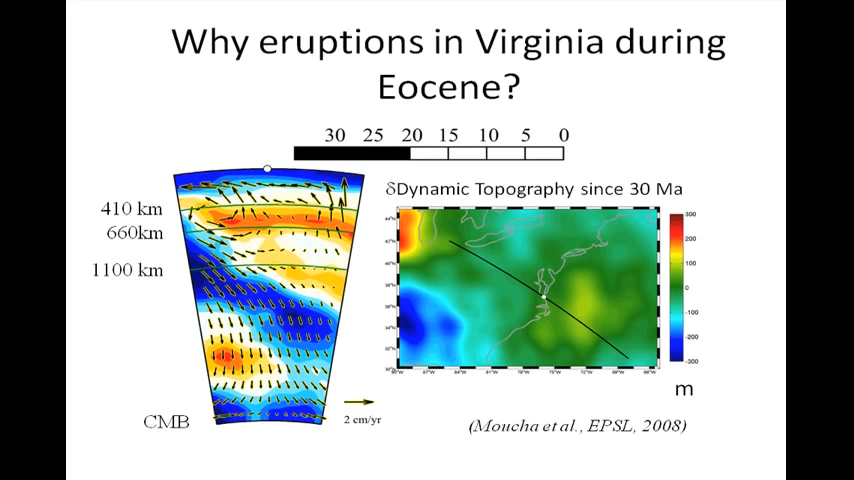 Why eruptions in Virginia during
Eocene?
30 25 20 15 10 5 0
δDynamic Topography since 30 Ma
410 km
660km
1100 km
CMB
2 cm/yr
300
200
100
0
-100
-200
-300
m
(Moucha et al., EPSL, 2008)